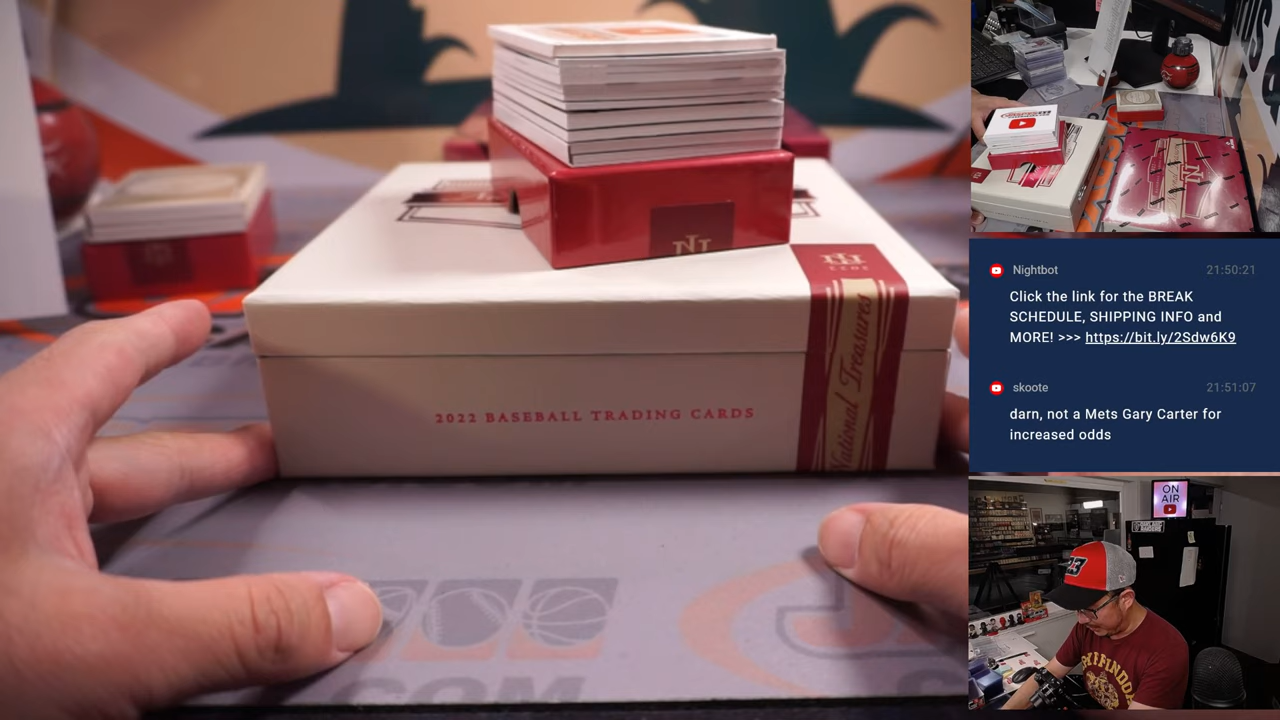 2022 BASEBALL TRADING CARDS
National Treasures
2022
COM
Nightbot
21:50:21
Click the link for the BREAK
SCHEDULE, SHIPPING INFO and
MORE! >>> https://bit.ly/2Sdw6K9
skoote
21:51:07
darn, not a Mets Gary Carter for
increased odds
ON
AIR